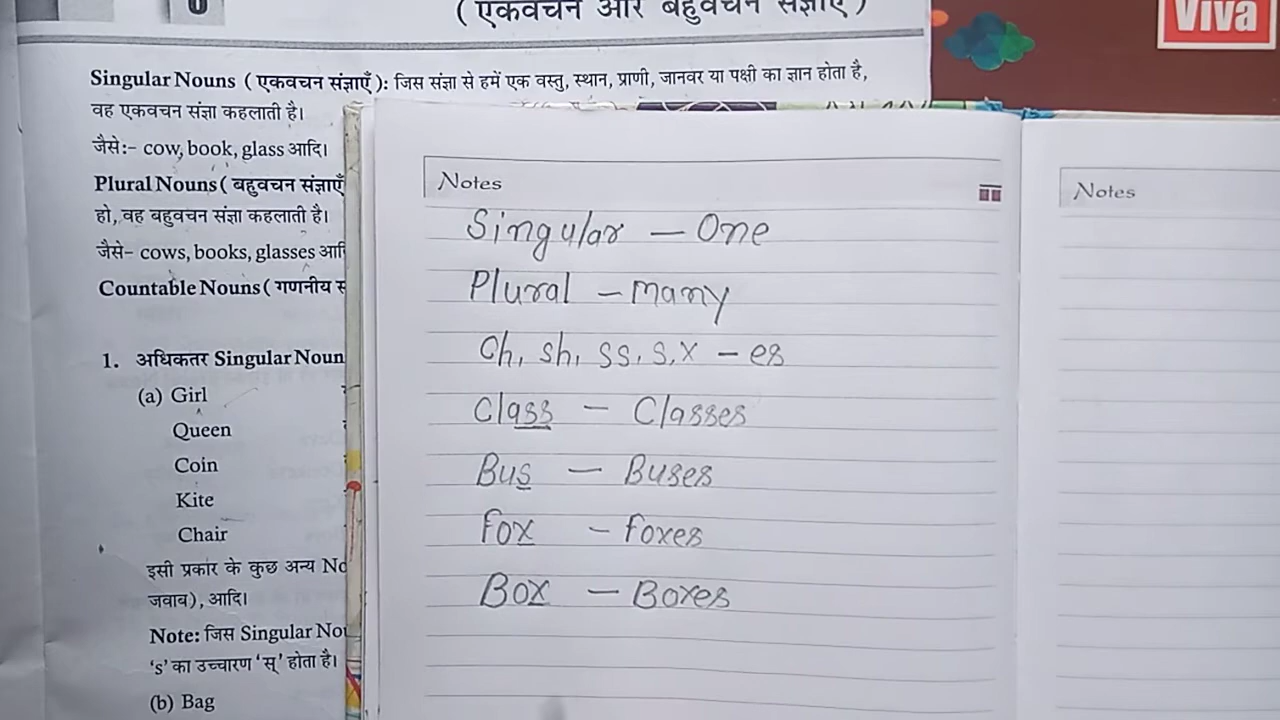 (एकवचन और बहुवचन संज्ञाएँ)
Viva
Singular Nouns (एकवचन संज्ञाएँ): जिस संज्ञा से हमें एक वस्तु, स्थान, प्राणी, जानवर या पक्षी का ज्ञान होता है,
वह एकवचन संज्ञा कहलाती है।
जैसे:- cow, book, glass आदि।
Plural Nouns (बहुवचन संज्ञाएँ
हो, वह बहुवचन संज्ञा कहलाती है।
जैसे- cows, books, glasses
Countable Nouns (गणनीय
1. अधिकतर Singular Noun
(a) Girl
Queen
Coin
Kite
Chair
इसी प्रकार के कुछ अन्य
जवाब), आदि।
Note: जिस Singular
's' का उच्चारण 'स्' होता है।
(b) Bag
Notes
Singular – One
Plural – many
Ch, sh, ss, s, x – es
Class – Classes
Bus – Buses
fox – foxes
Box – Boxes
Notes